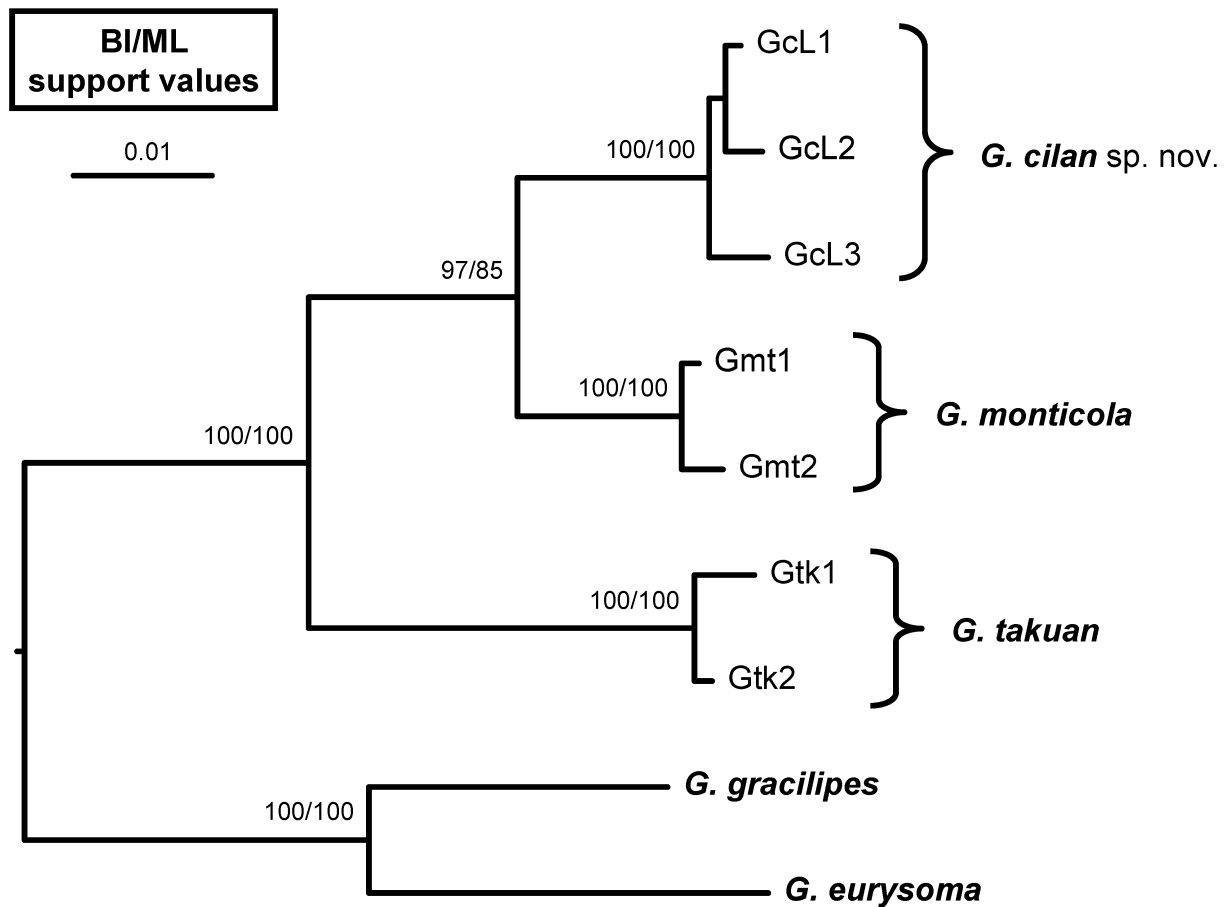 BI/ML
support values
0.01
GcL1
GcL2
GcL3
100/100
G. cilan sp. nov.
97/85
Gmt1
Gmt2
100/100
G. monticola
100/100
Gtk1
Gtk2
100/100
G. takuan
G. gracilipes
100/100
G. eurysoma